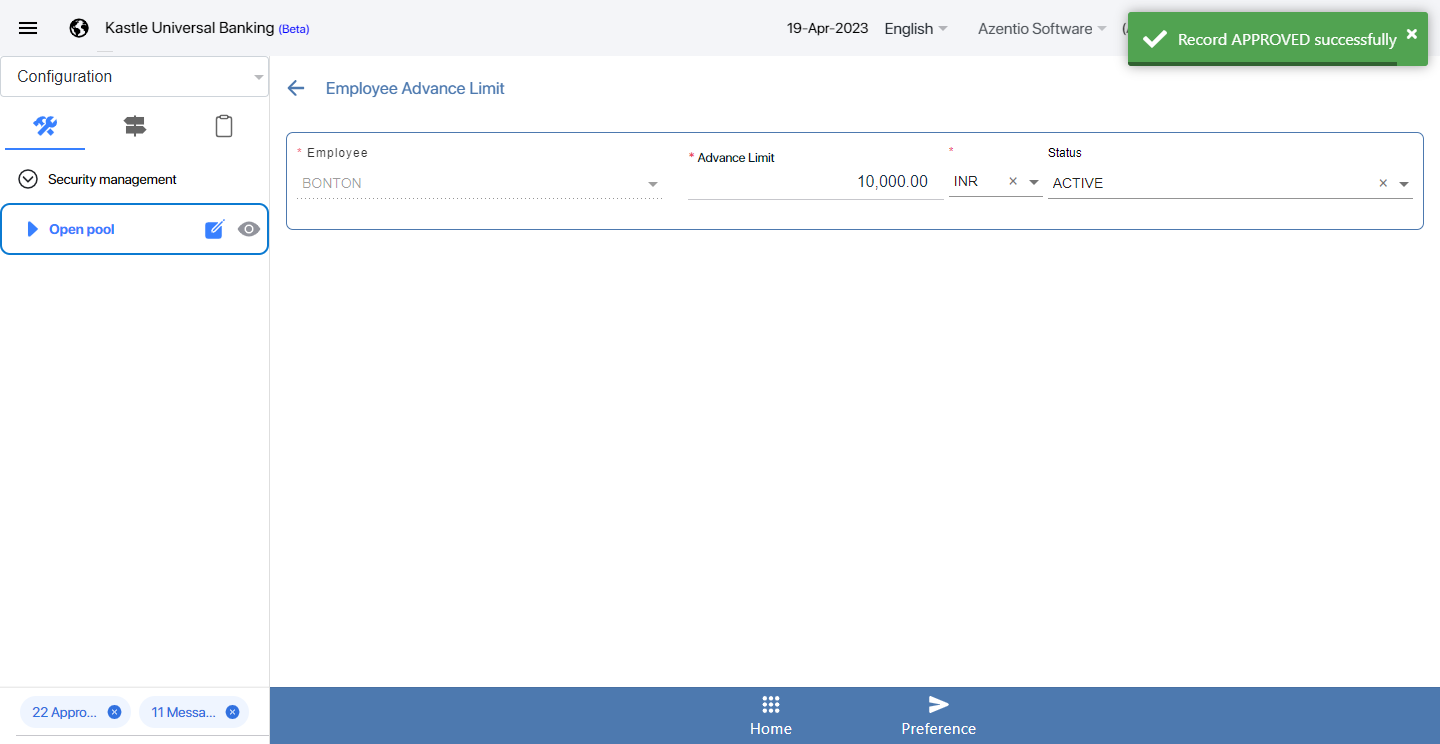 Kastle Universal Banking (Beta)
19-Apr-2023
English
Azentio Software
Record APPROVED successfully
Configuration
Employee Advance Limit
Security management
Open pool
* Employee
BONTON
* Advance Limit
10,000.00
*
INR
Status
ACTIVE
22 Appro...
11 Messa...
Home
Preference